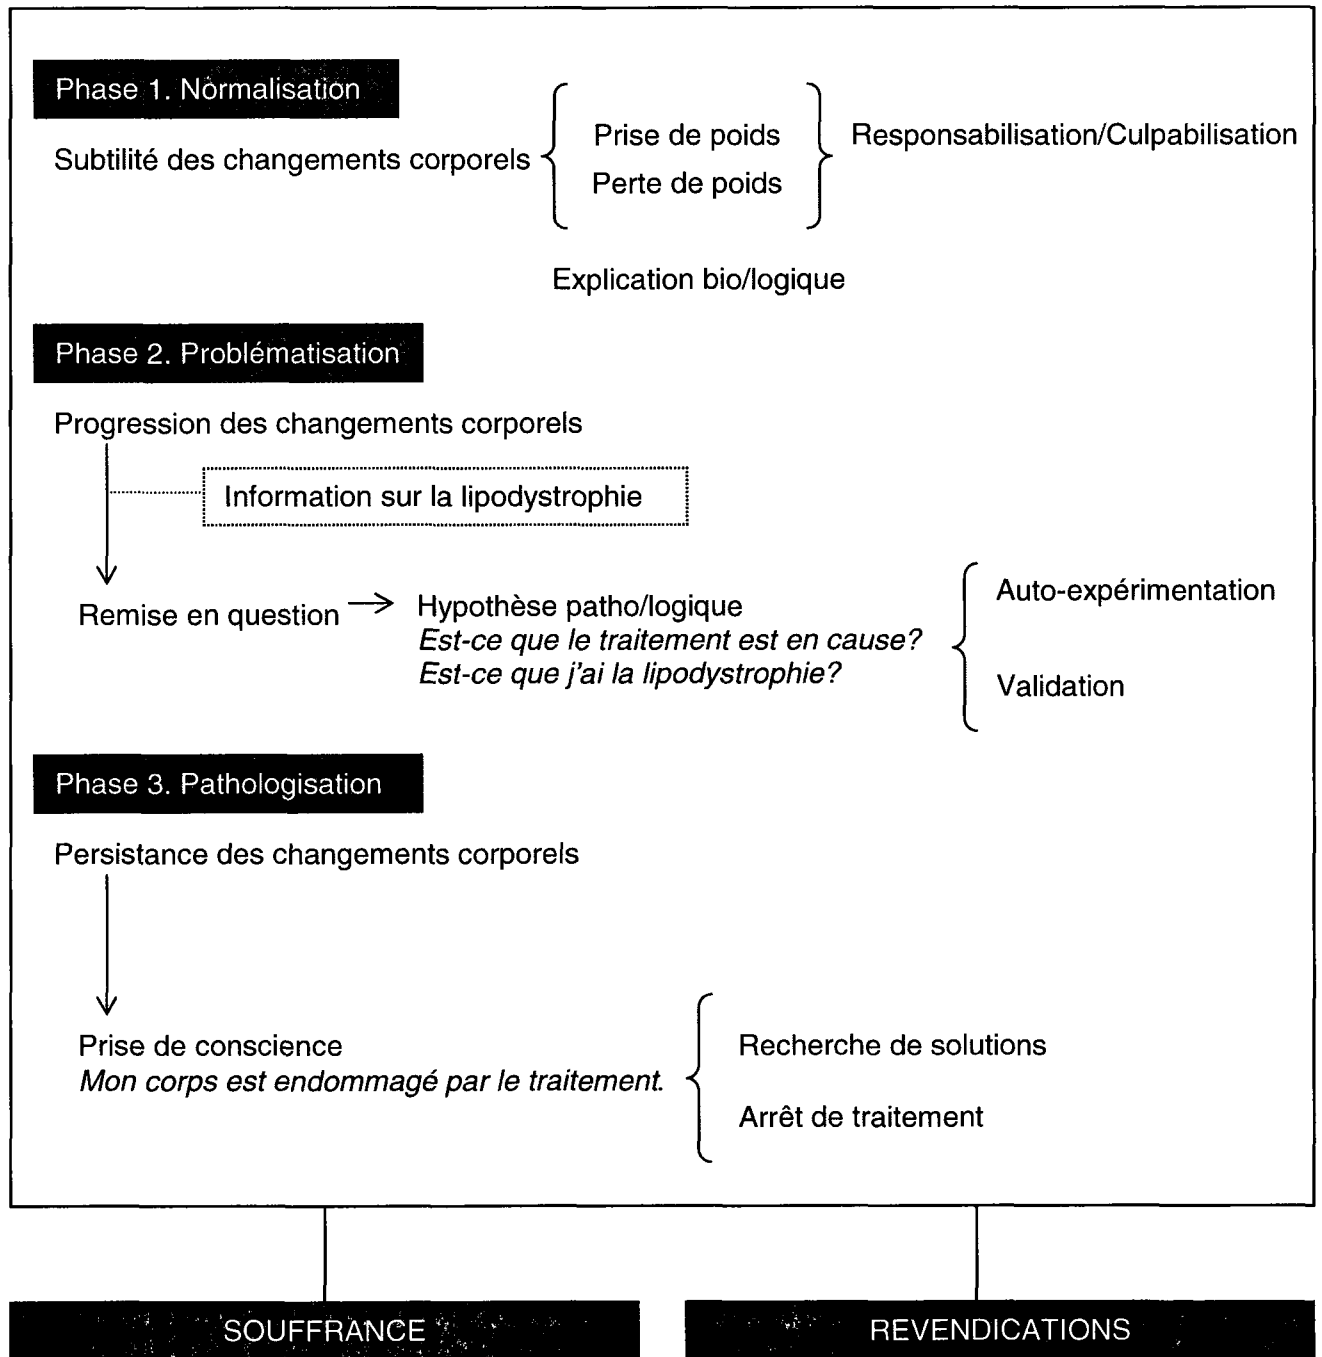 Phase 1. Normalisation
Subtilité des changements corporels
Prise de poids
Perte de poids
Responsabilisation/Culpabilisation
Explication bio/logique
Phase 2. Problématisation
Progression des changements corporels
Information sur la lipodystrophie
Remise en question
Hypothèse patho/logique
Est-ce que le traitement est en cause?
Est-ce que j'ai la lipodystrophie?
Auto-expérimentation
Validation
Phase 3. Pathologisation
Persistance des changements corporels
Prise de conscience
Mon corps est endommagé par le traitement.
Recherche de solutions
Arrêt de traitement
SOUFFRANCE
REVENDICATIONS